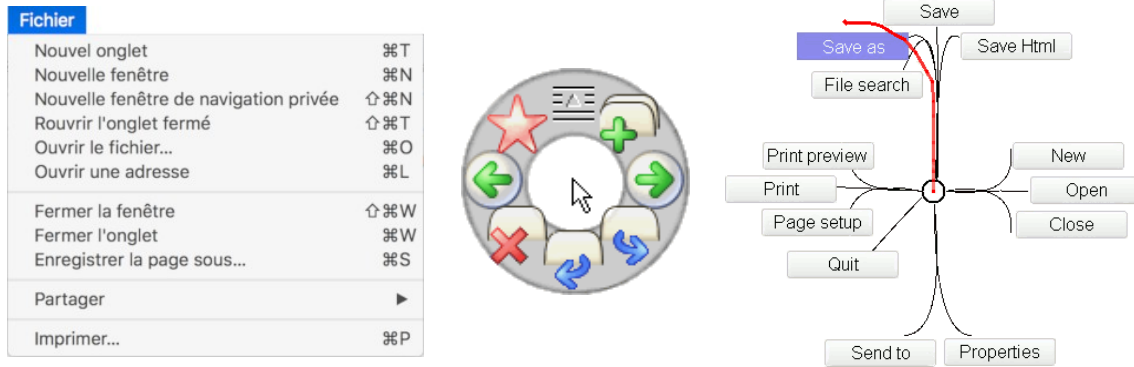 Fichier
Nouvel onglet ⌘T
Nouvelle fenêtre ⌘N
Nouvelle fenêtre de navigation privée ⇧⌘N
Rouvrir l'onglet fermé ⇧⌘T
Ouvrir le fichier... ⌘O
Ouvrir une adresse ⌘L
Fermer la fenêtre ⇧⌘W
Fermer l'onglet ⌘W
Enregistrer la page sous... ⌘S
Partager ▶
Imprimer... ⌘P
Save
Save as
Save Html
File search
Print preview
New
Print
Open
Page setup
Close
Quit
Send to
Properties